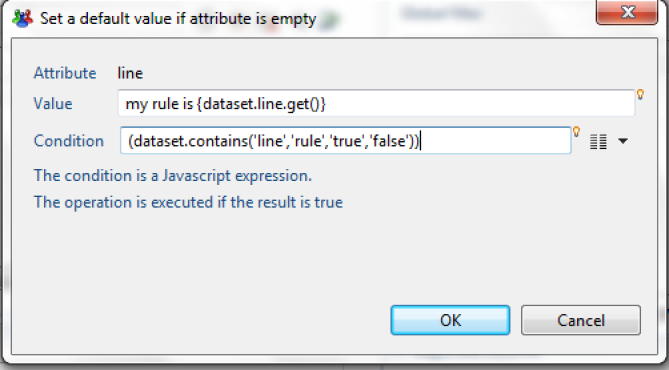 Set a default value if attribute is empty
Attribute line
Value my rule is {dataset.line.get()}
Condition (dataset.contains('line','rule','true','false'))
The condition is a Javascript expression.
The operation is executed if the result is true
OK Cancel